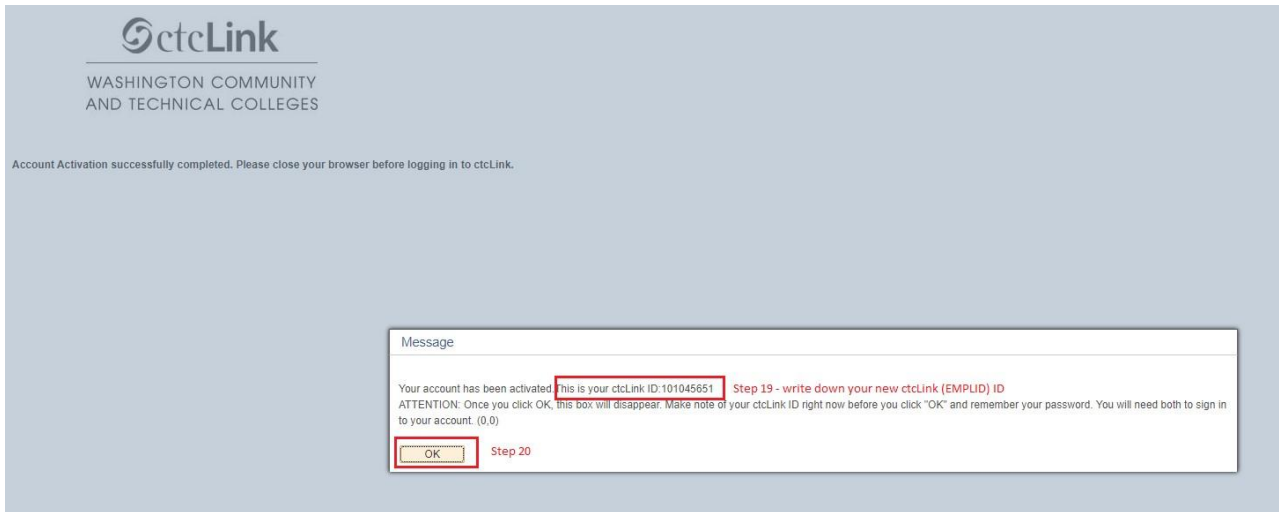 ctcLink
WASHINGTON COMMUNITY
AND TECHNICAL COLLEGES
Account Activation successfully completed. Please close your browser before logging in to ctcLink.
Message
Your account has been activated.This is your ctcLink ID:101045651 Step 19 - write down your new ctcLink (EMPLID) ID
ATTENTION: Once you click OK, this box will disappear. Make note of your ctcLink ID right now before you click "OK" and remember your password. You will need both to sign in
to your account. (0,0)
OK Step 20